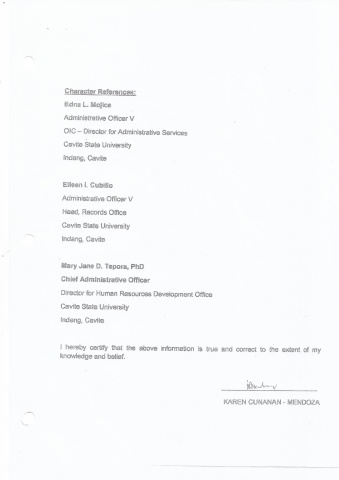 Character References:
Edna L. Mojica
Administrative Officer V
OIC – Director for Administrative Services
Cavite State University
Indang, Cavite
Eileen I. Cubillo
Administrative Officer V
Head, Records Office
Cavite State University
Indang, Cavite
Mary Jane D. Tepora, PhD
Chief Administrative Officer
Director for Human Resources Development Office
Cavite State University
Indang, Cavite
I hereby certify that the above information is true and correct to the extent of my
knowledge and belief.
KAREN CUNANAN - MENDOZA